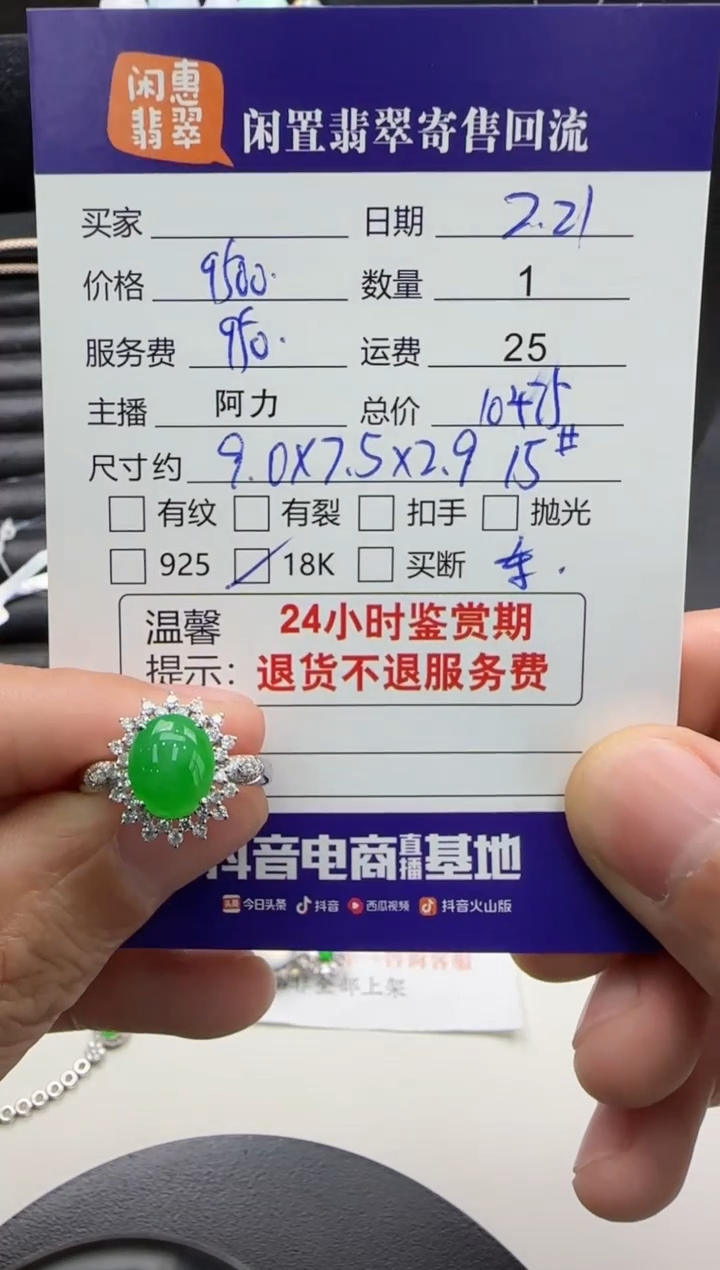 闲惠
翡翠
闲置翡翠寄售回流
买家 日期 2.21
价格 9500. 数量 1
服务费 950. 运费 25
主播 阿力 总价 10475
尺寸约 9.0X7.5X2.9 15#
有纹 有裂 扣手 抛光
925 18K 买断
温馨 24小时鉴赏期
提示: 退货不退服务费
抖音电商直播基地
头条 今日头条 抖音 西瓜视频 抖音火山版
上架